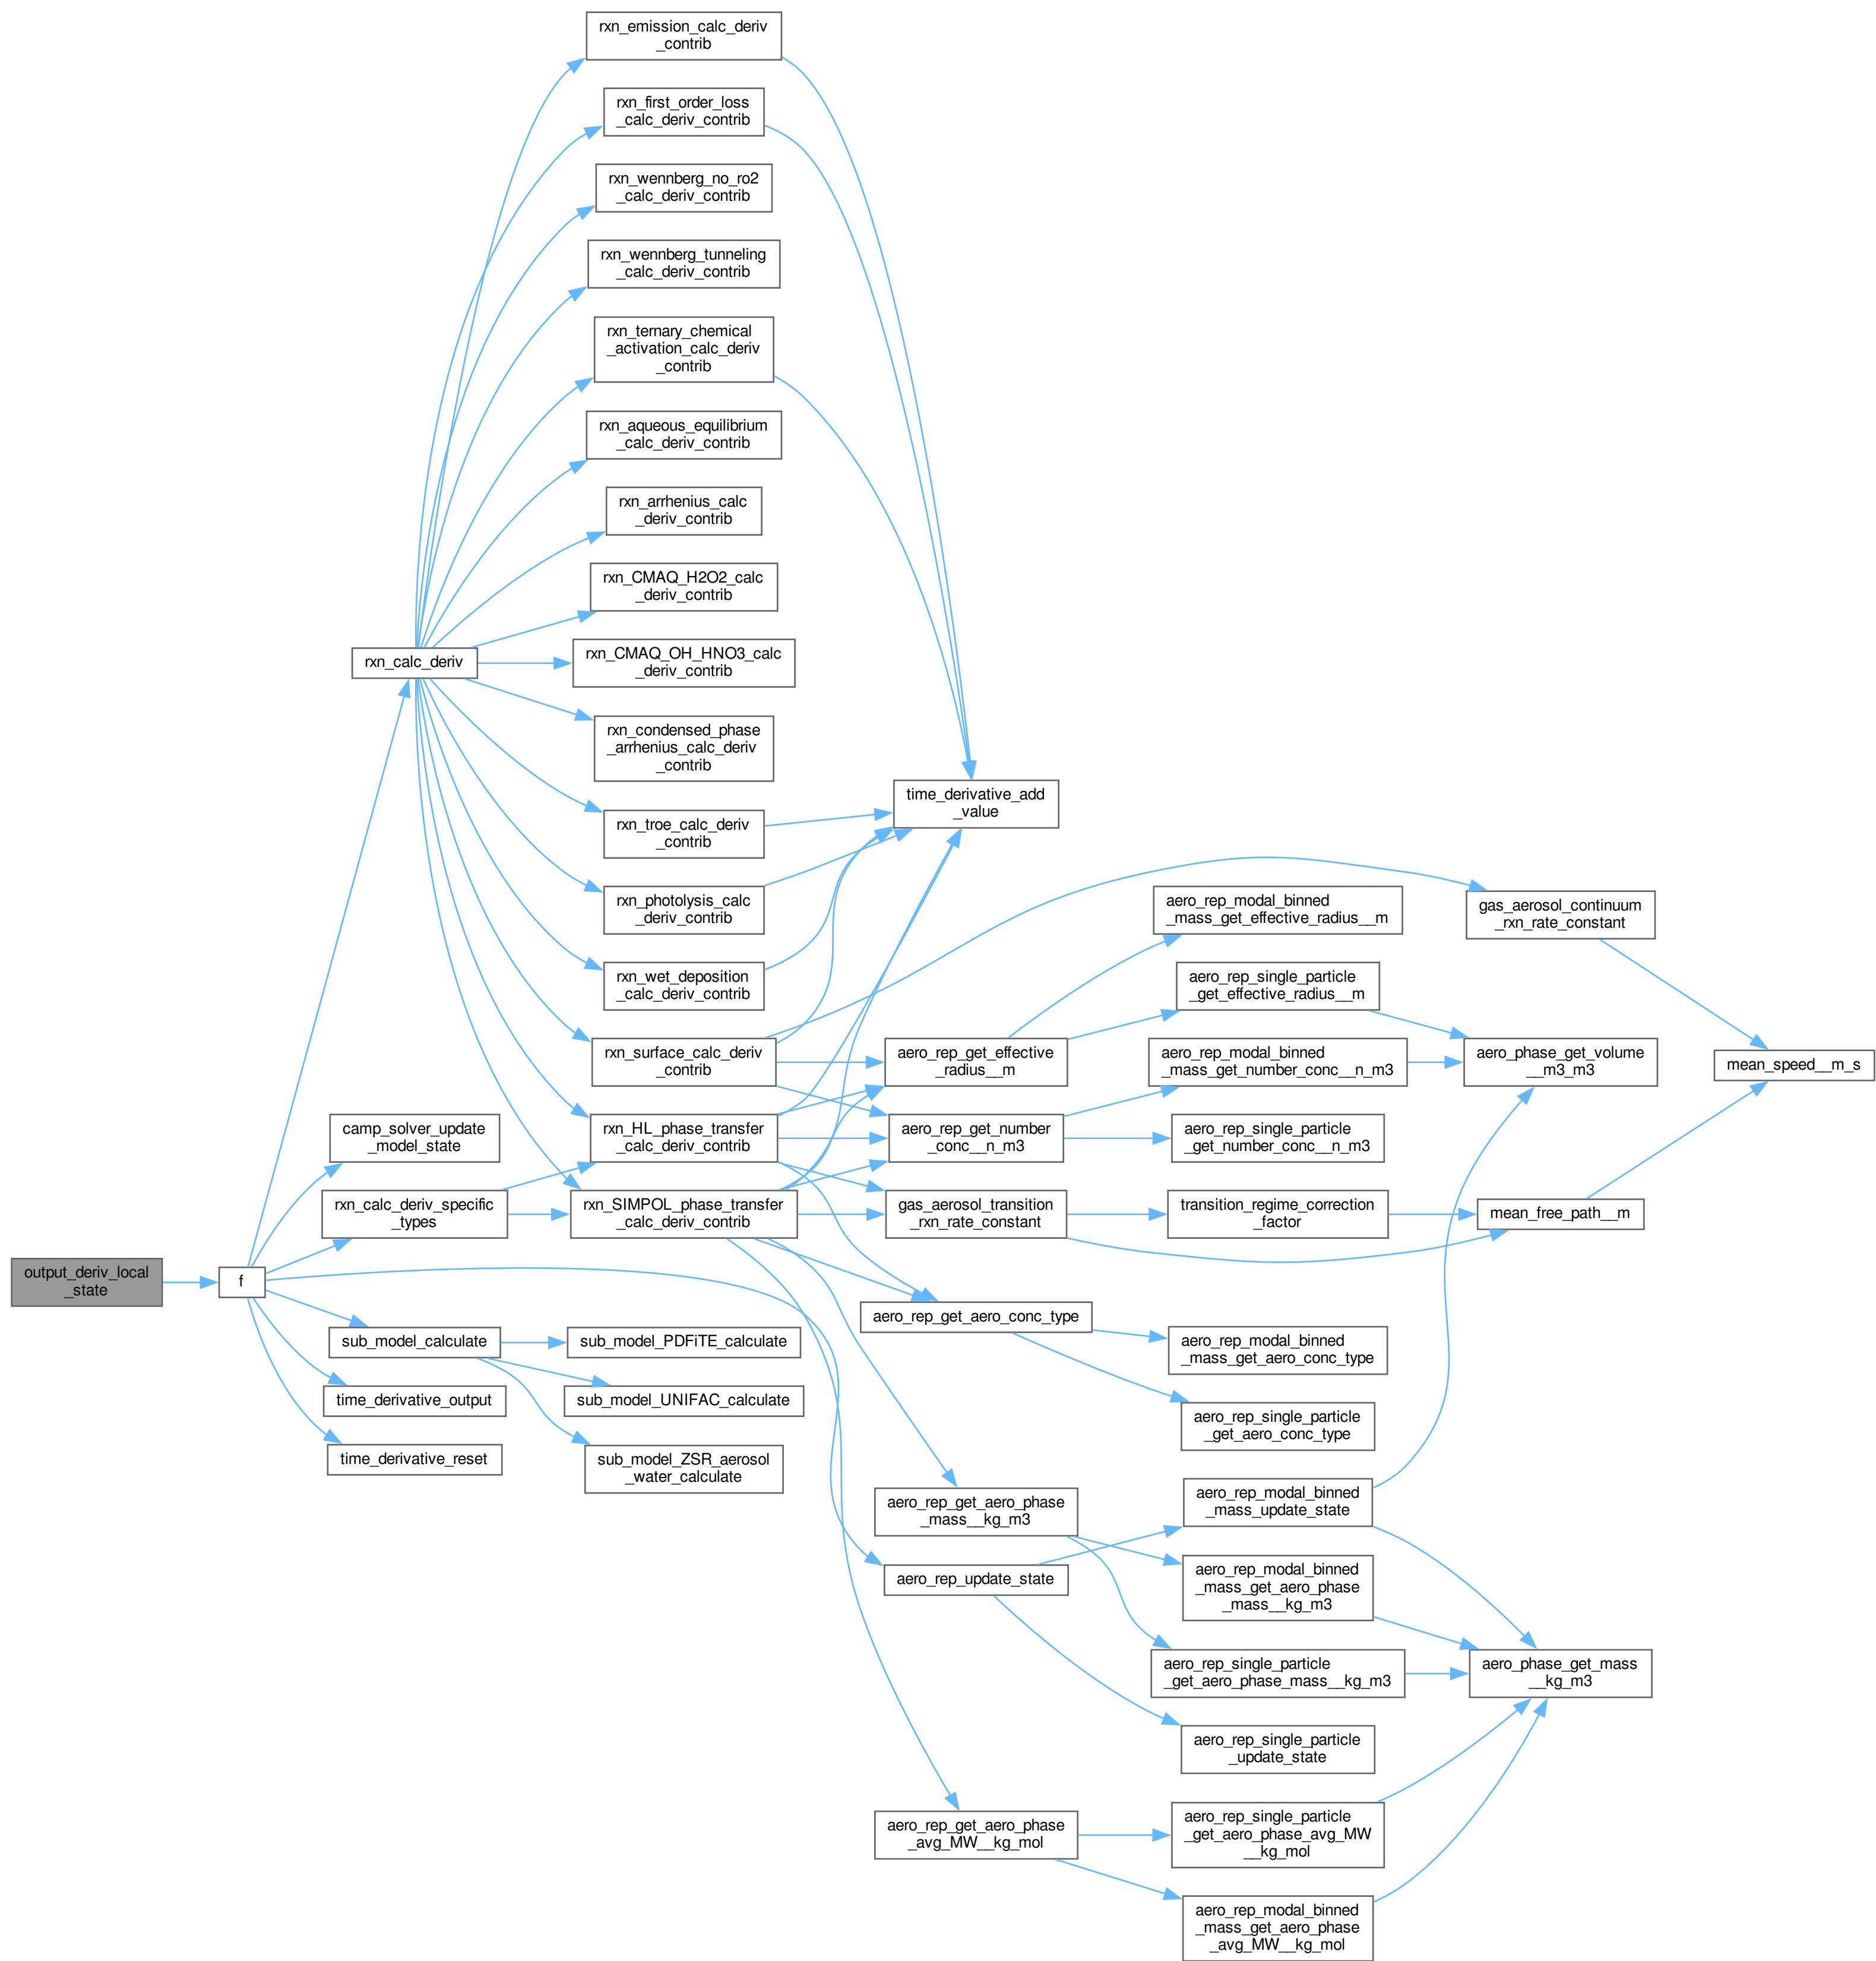 rxn_emission_calc_deriv
_contrib
rxn_first_order_loss
_calc_deriv_contrib
rxn_wennberg_no_ro2
_calc_deriv_contrib
rxn_wennberg_tunneling
_calc_deriv_contrib
rxn_ternary_chemical
_activation_calc_deriv
_contrib
rxn_aqueous_equilibrium
_calc_deriv_contrib
rxn_arrhenius_calc
_deriv_contrib
rxn_CMAQ_H2O2_calc
_deriv_contrib
rxn_calc_deriv
rxn_CMAQ_OH_HNO3_calc
_deriv_contrib
rxn_condensed_phase
_arrhenius_calc_deriv
_contrib
time_derivative_add
_value
rxn_troe_calc_deriv
_contrib
rxn_photolysis_calc
_deriv_contrib
aero_rep_modal_binned
_mass_get_effective_radius__m
gas_aerosol_continuum
_rxn_rate_constant
rxn_wet_deposition
_calc_deriv_contrib
aero_rep_single_particle
_get_effective_radius__m
rxn_surface_calc_deriv
_contrib
aero_rep_get_effective
_radius__m
aero_rep_modal_binned
_mass_get_number_conc__n_m3
aero_phase_get_volume
__m3_m3
mean_speed__m_s
camp_solver_update
_model_state
rxn_HL_phase_transfer
_calc_deriv_contrib
aero_rep_get_number
_conc__n_m3
aero_rep_single_particle
_get_number_conc__n_m3
rxn_calc_deriv_specific
_types
rxn_SIMPOL_phase_transfer
_calc_deriv_contrib
gas_aerosol_transition
_rxn_rate_constant
transition_regime_correction
_factor
mean_free_path__m
output_deriv_local
_state
f
aero_rep_get_aero_conc_type
sub_model_calculate
sub_model_PDFiTE_calculate
aero_rep_modal_binned
_mass_get_aero_conc_type
time_derivative_output
sub_model_UNIFAC_calculate
aero_rep_single_particle
_get_aero_conc_type
time_derivative_reset
sub_model_ZSR_aerosol
_water_calculate
aero_rep_get_aero_phase
_mass__kg_m3
aero_rep_modal_binned
_mass_update_state
aero_rep_update_state
aero_rep_modal_binned
_mass_get_aero_phase
_mass__kg_m3
aero_rep_single_particle
_get_aero_phase_mass__kg_m3
aero_phase_get_mass
__kg_m3
aero_rep_single_particle
_update_state
aero_rep_get_aero_phase
_avg_MW__kg_mol
aero_rep_single_particle
_get_aero_phase_avg_MW
__kg_mol
aero_rep_modal_binned
_mass_get_aero_phase
_avg_MW__kg_mol